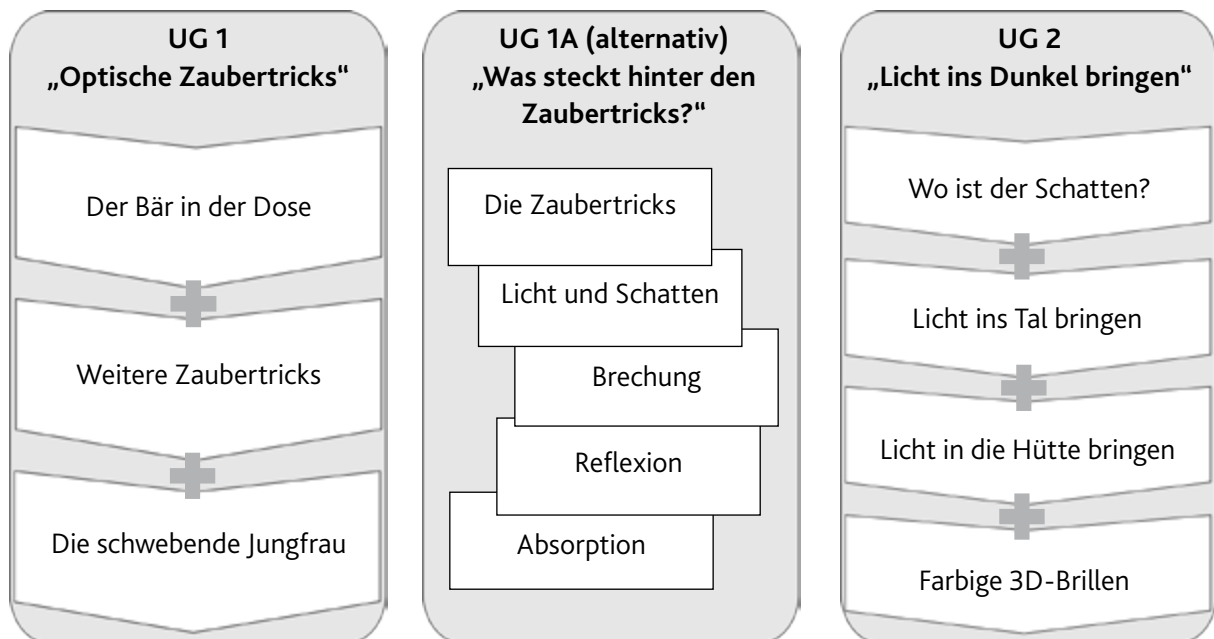 UG 1
„Optische Zaubertricks“
Der Bär in der Dose
Weitere Zaubertricks
Die schwebende Jungfrau
UG 1A (alternativ)
„Was steckt hinter den
Zaubertricks?“
Die Zaubertricks
Licht und Schatten
Brechung
Reflexion
Absorption
UG 2
„Licht ins Dunkel bringen“
Wo ist der Schatten?
Licht ins Tal bringen
Licht in die Hütte bringen
Farbige 3D-Brillen